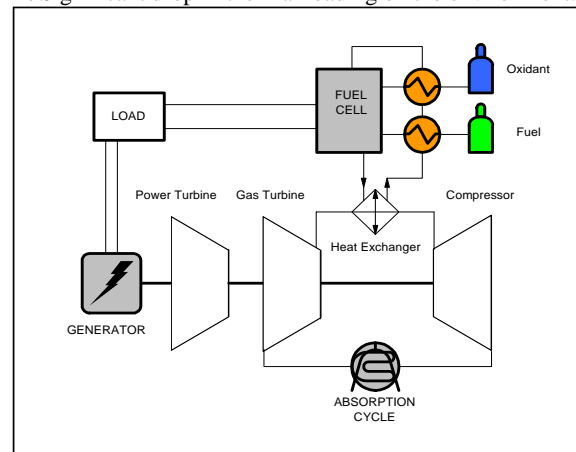 Oxidant
FUEL
CELL
LOAD
Fuel
Power Turbine
Gas Turbine
Compressor
Heat Exchanger
GENERATOR
ABSORPTION
CYCLE